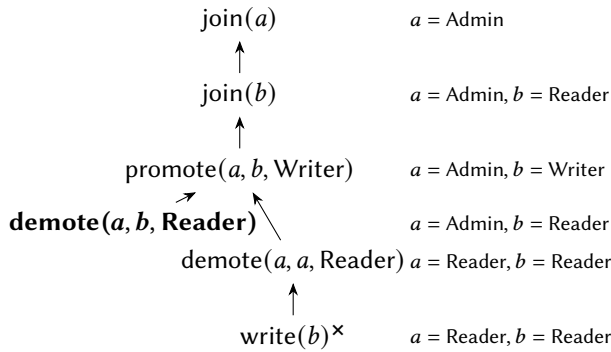 join(a) a = Admin
join(b) a = Admin, b = Reader
promote(a, b, Writer) a = Admin, b = Writer
demote(a, b, Reader) a = Admin, b = Reader
demote(a, a, Reader) a = Reader, b = Reader
write(b)× a = Reader, b = Reader